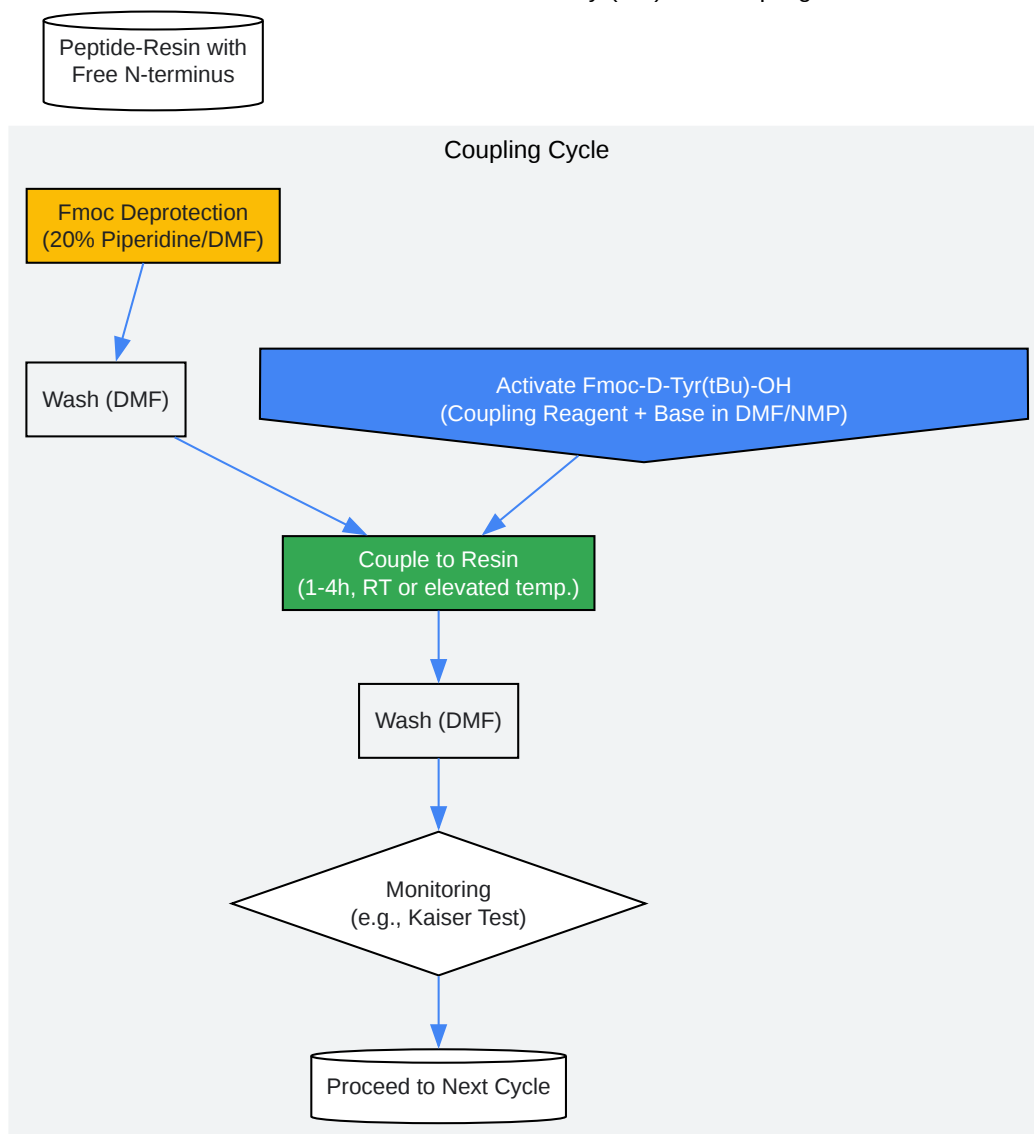 Peptide-Resin with
Free N-terminus
Coupling Cycle
Fmoc Deprotection
(20% Piperidine/DMF)
Wash (DMF)
Activate Fmoc-D-Tyr(tBu)-OH
(Coupling Reagent + Base in DMF/NMP)
Couple to Resin
(1-4h, RT or elevated temp.)
Wash (DMF)
Monitoring
(e.g., Kaiser Test)
Proceed to Next Cycle